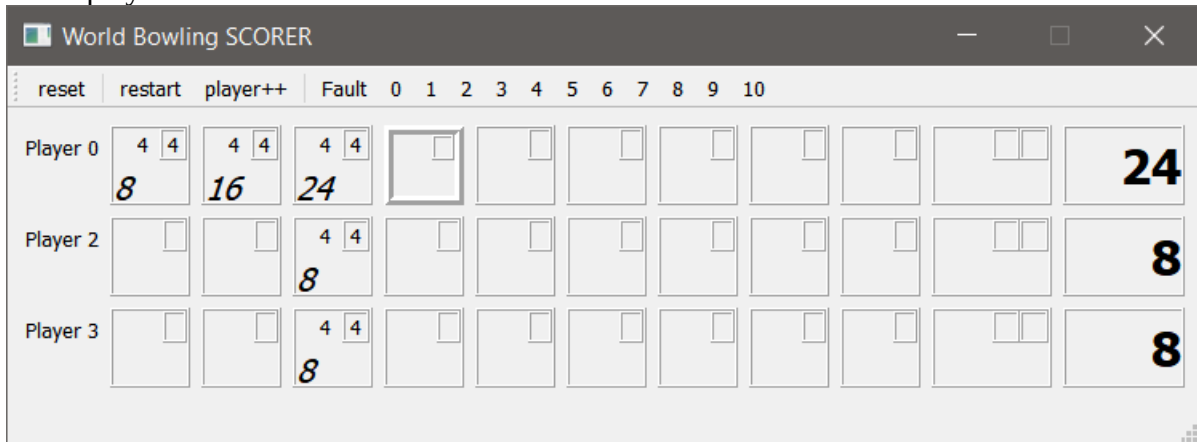 World Bowling SCORER
reset restart player++ Fault 0 1 2 3 4 5 6 7 8 9 10
Player 0 4 4 4 4 4 4
8 16 24 24
Player 2 4 4
8 8
Player 3 4 4
8 8